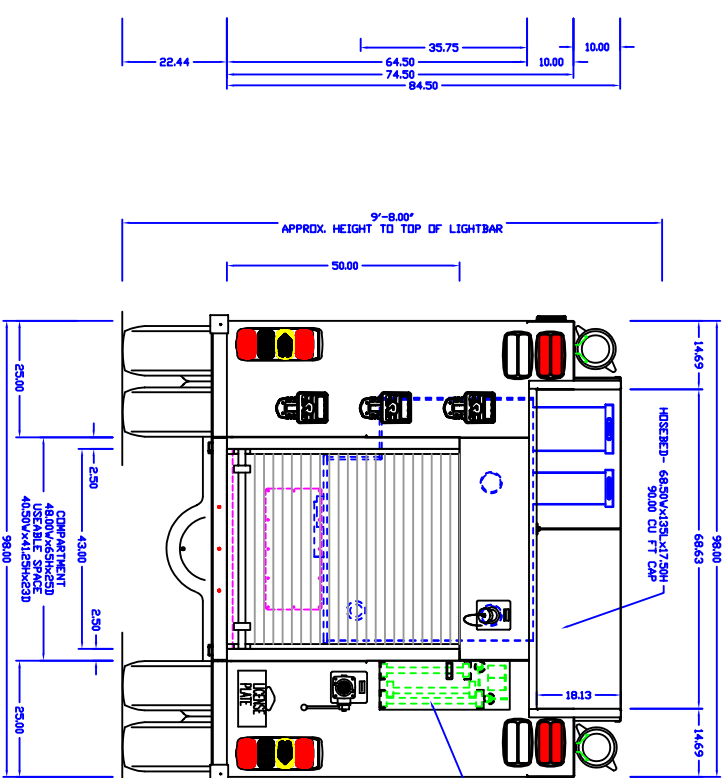 35.75
10.00
22.44
64.50
10.00
74.50
84.50
9'-8.00"
APPROX. HEIGHT TO TOP OF LIGHTBAR
50.00
98.00
14.69
68.63
14.69
HOSEBED- 68.50Wx135Lx17.50H
90.00 CU FT CAP
18.13
25.00
2.50
43.00
2.50
25.00
COMPARTMENT
48.00Wx65Hx25D
USEABLE SPACE
40.50Wx41.25Hx23D
98.00
LICENSE
PLATE